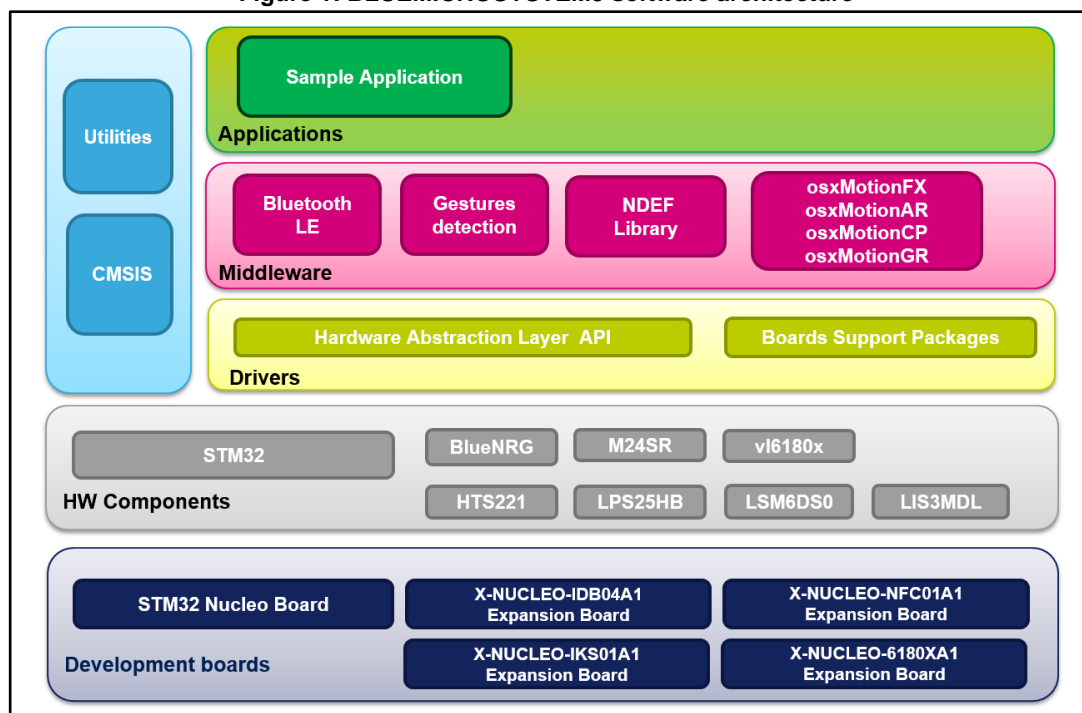 Sample Application
Utilities
Applications
Bluetooth
LE
Gestures
detection
NDEF
Library
osxMotionFX
osxMotionAR
osxMotionCP
osxMotionGR
CMSIS
Middleware
Hardware Abstraction Layer API
Boards Support Packages
Drivers
STM32
BlueNRG
M24SR
vl6180x
HW Components
HTS221
LPS25HB
LSM6DS0
LIS3MDL
STM32 Nucleo Board
X-NUCLEO-IDB04A1
Expansion Board
X-NUCLEO-NFC01A1
Expansion Board
Development boards
X-NUCLEO-IKS01A1
Expansion Board
X-NUCLEO-6180XA1
Expansion Board